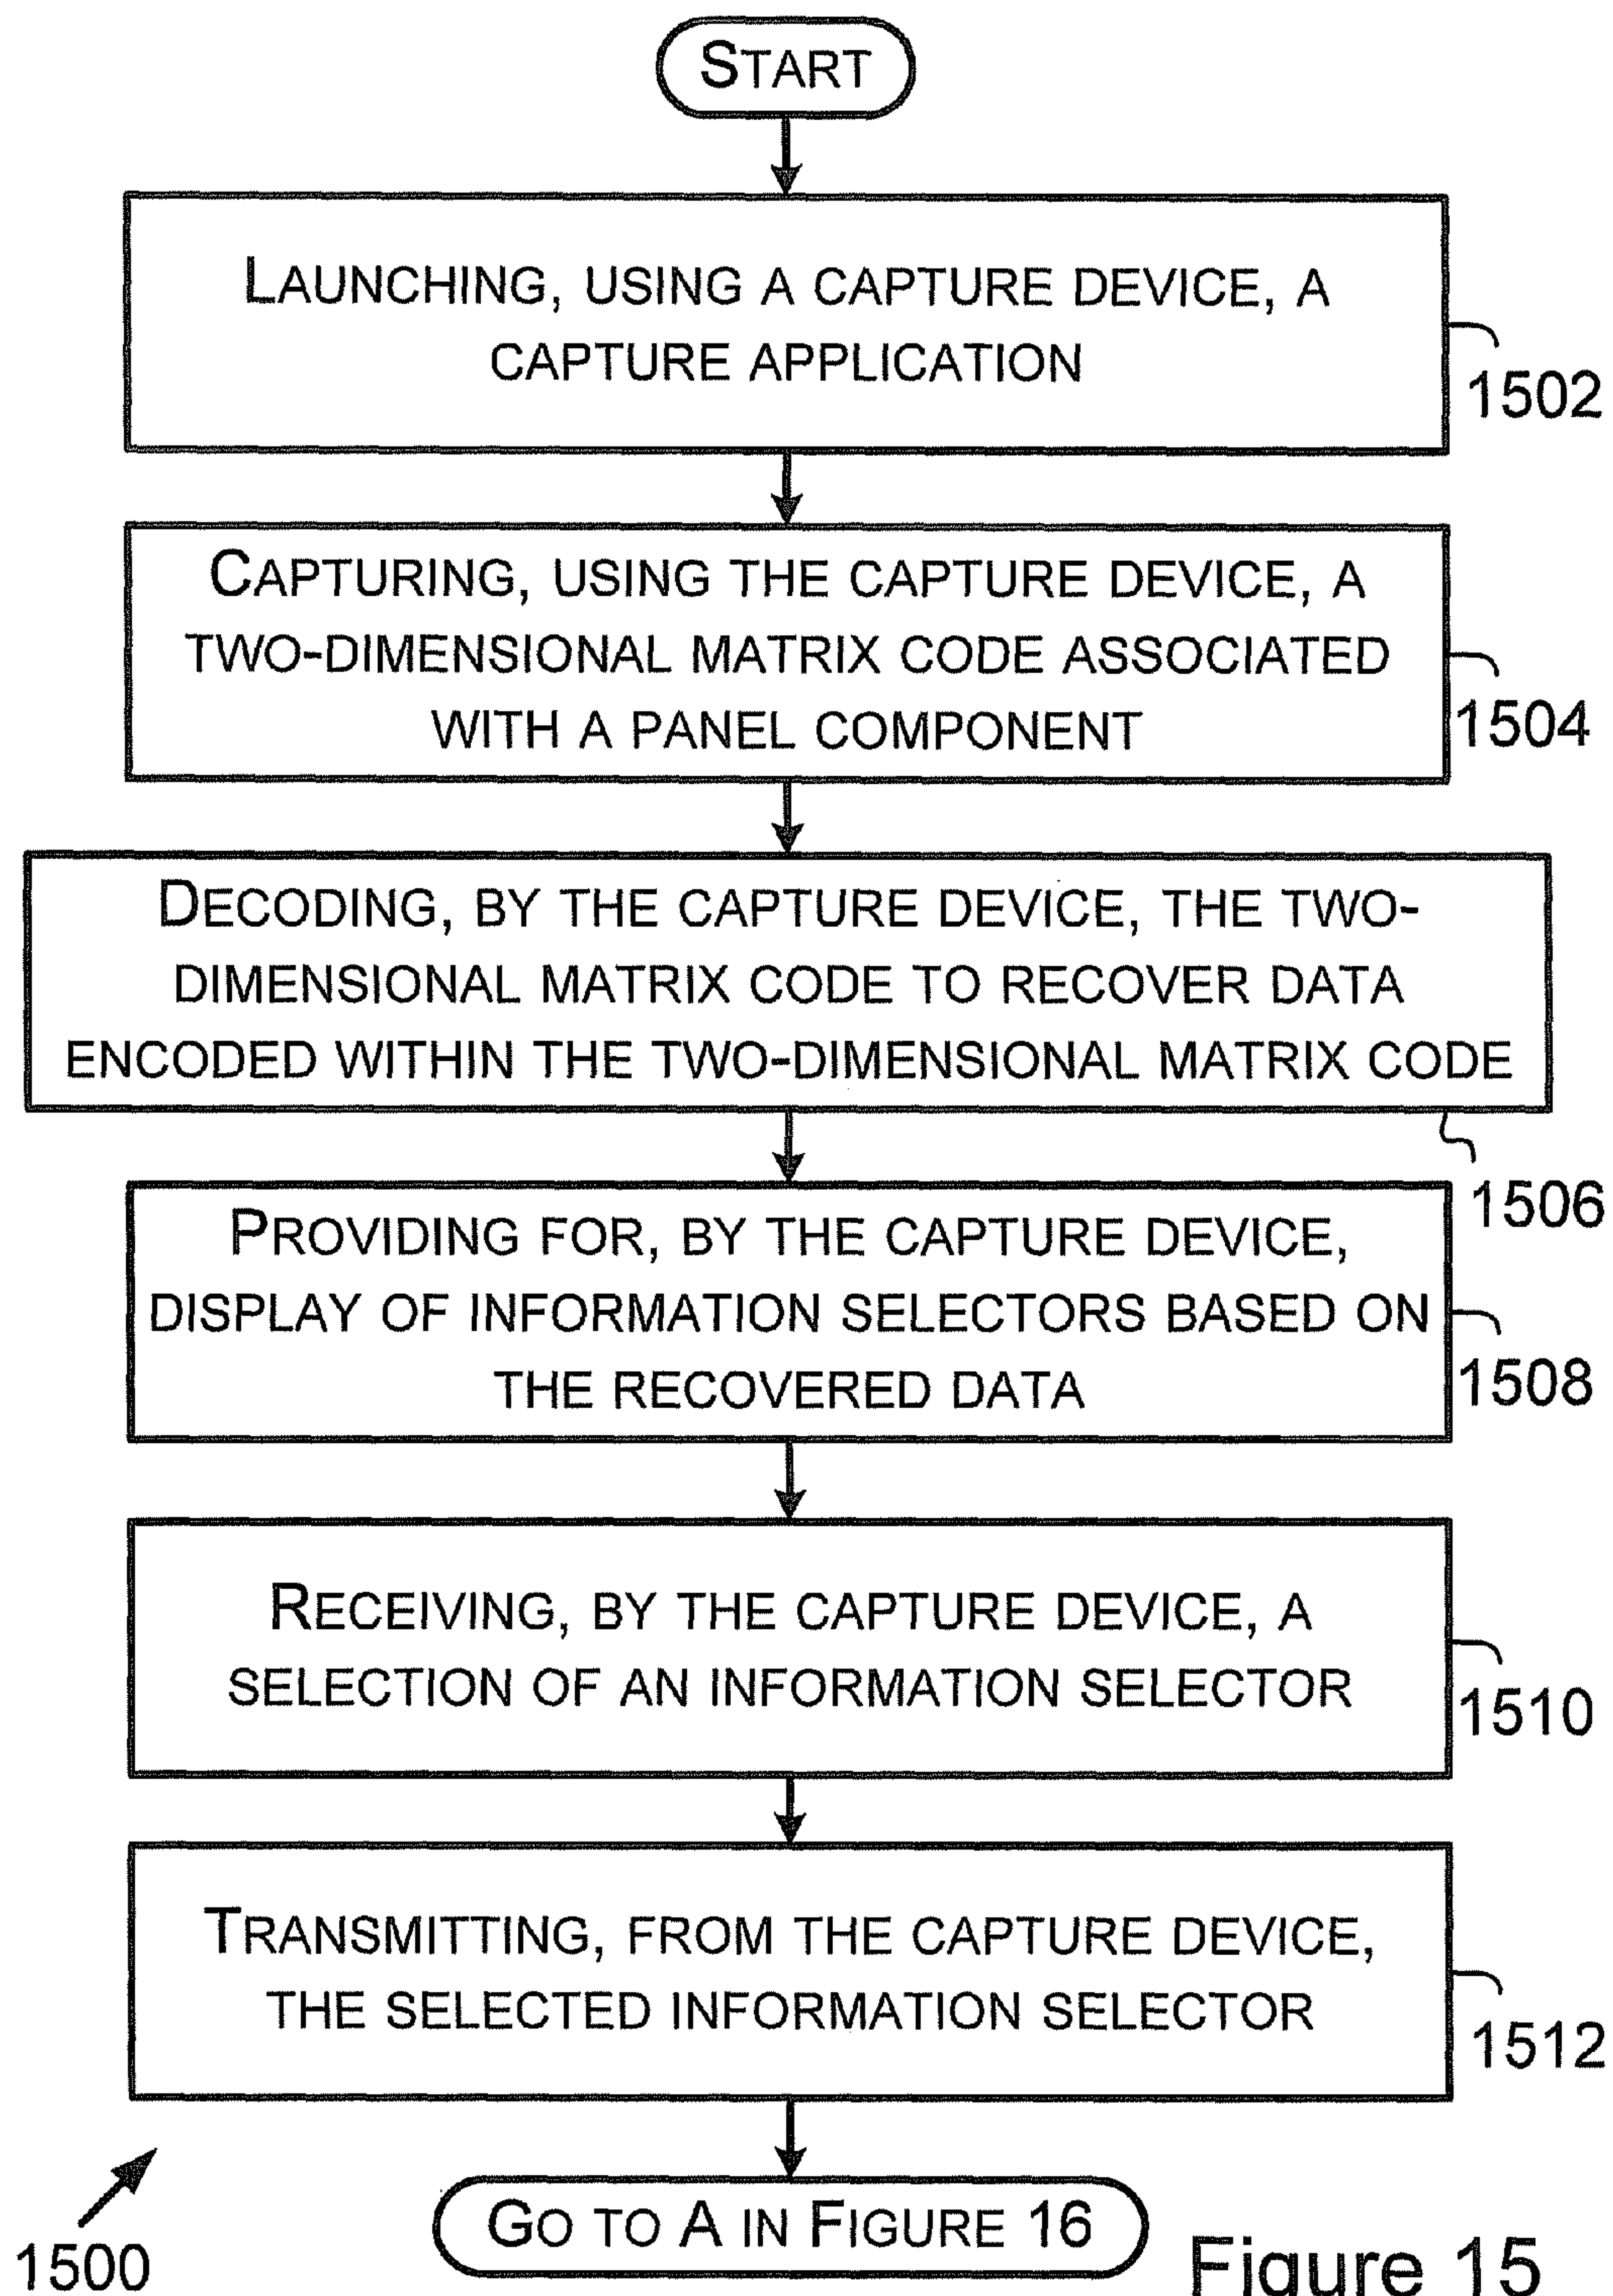 START
LAUNCHING, USING A CAPTURE DEVICE, A
CAPTURE APPLICATION
1502
CAPTURING, USING THE CAPTURE DEVICE, A
TWO-DIMENSIONAL MATRIX CODE ASSOCIATED
WITH A PANEL COMPONENT
1504
DECODING, BY THE CAPTURE DEVICE, THE TWO-
DIMENSIONAL MATRIX CODE TO RECOVER DATA
ENCODED WITHIN THE TWO-DIMENSIONAL MATRIX CODE
1506
PROVIDING FOR, BY THE CAPTURE DEVICE,
DISPLAY OF INFORMATION SELECTORS BASED ON
THE RECOVERED DATA
1508
RECEIVING, BY THE CAPTURE DEVICE, A
SELECTION OF AN INFORMATION SELECTOR
1510
TRANSMITTING, FROM THE CAPTURE DEVICE,
THE SELECTED INFORMATION SELECTOR
1512
GO TO A IN FIGURE 16
1500
Figure 15